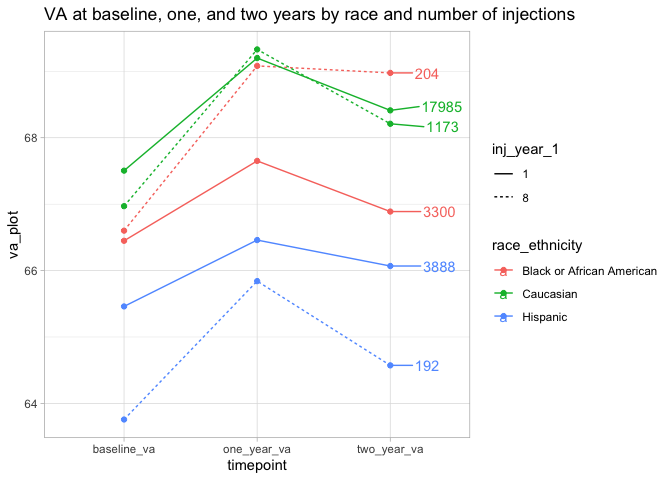 VA at baseline, one, and two years by race and number of injections
204
17985
1173
68
inj_year_1
1
8
va_plot
3300
race_ethnicity
66
3888
a Black or African American
a Caucasian
a Hispanic
192
64
baseline_va one_year_va two_year_va
timepoint